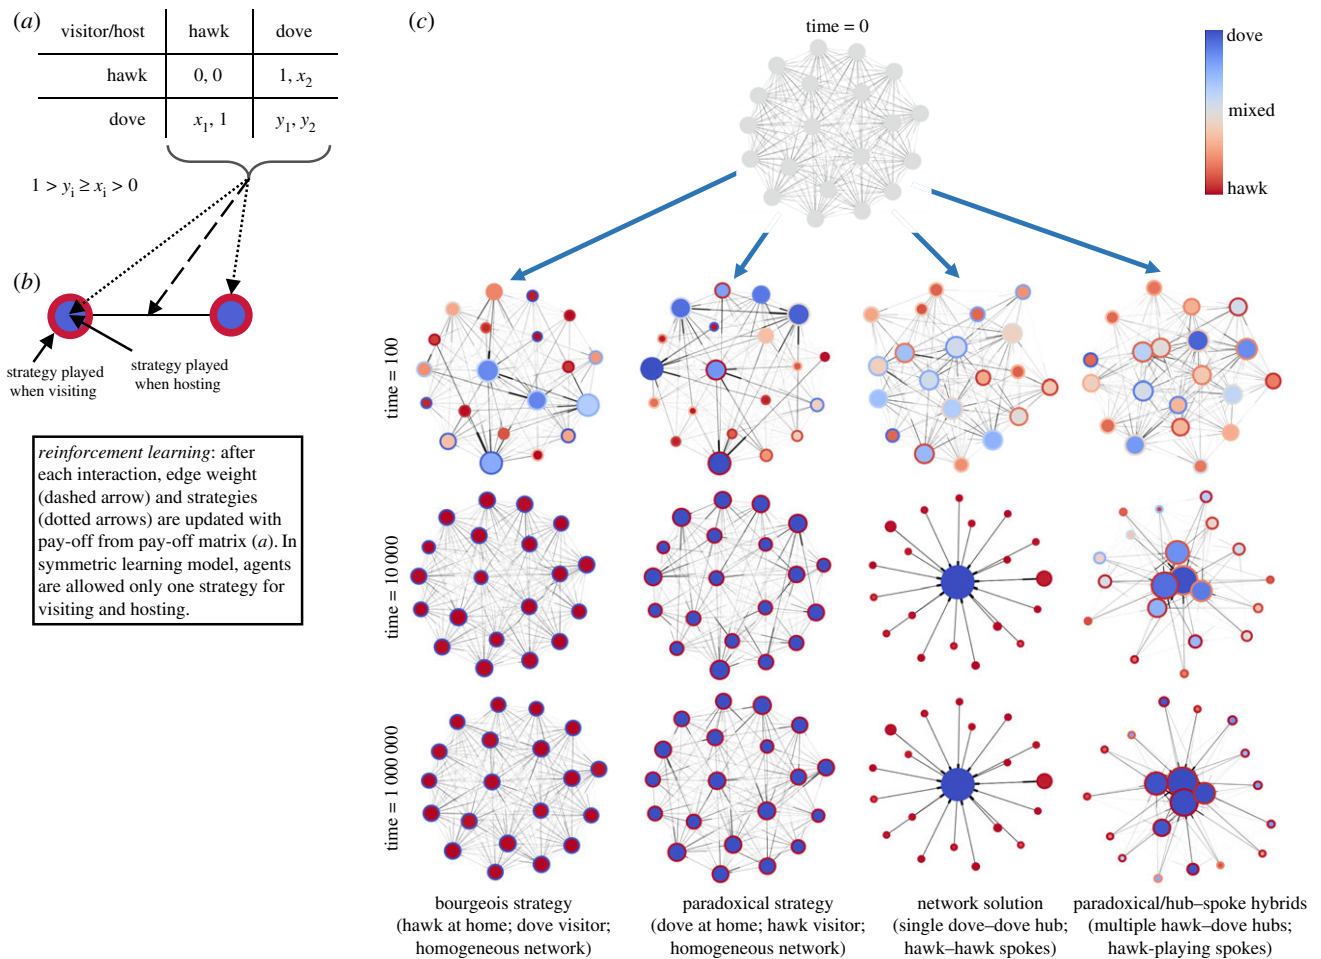 (a)
visitor/host hawk dove
hawk 0, 0 1, x2
dove x1, 1 y1, y2
1 > yi ≥ xi > 0
(b)
strategy played
when visiting
strategy played
when hosting
reinforcement learning: after
each interaction, edge weight
(dashed arrow) and strategies
(dotted arrows) are updated with
pay-off from pay-off matrix (a). In
symmetric learning model, agents
are allowed only one strategy for
visiting and hosting.
(c)
time = 0
dove
mixed
hawk
time = 100
time = 10 000
time = 1 000 000
bourgeois strategy
(hawk at home; dove visitor;
homogeneous network)
paradoxical strategy
(dove at home; hawk visitor;
homogeneous network)
network solution
(single dove–dove hub;
hawk–hawk spokes)
paradoxical/hub–spoke hybrids
(multiple hawk–dove hubs;
hawk-playing spokes)